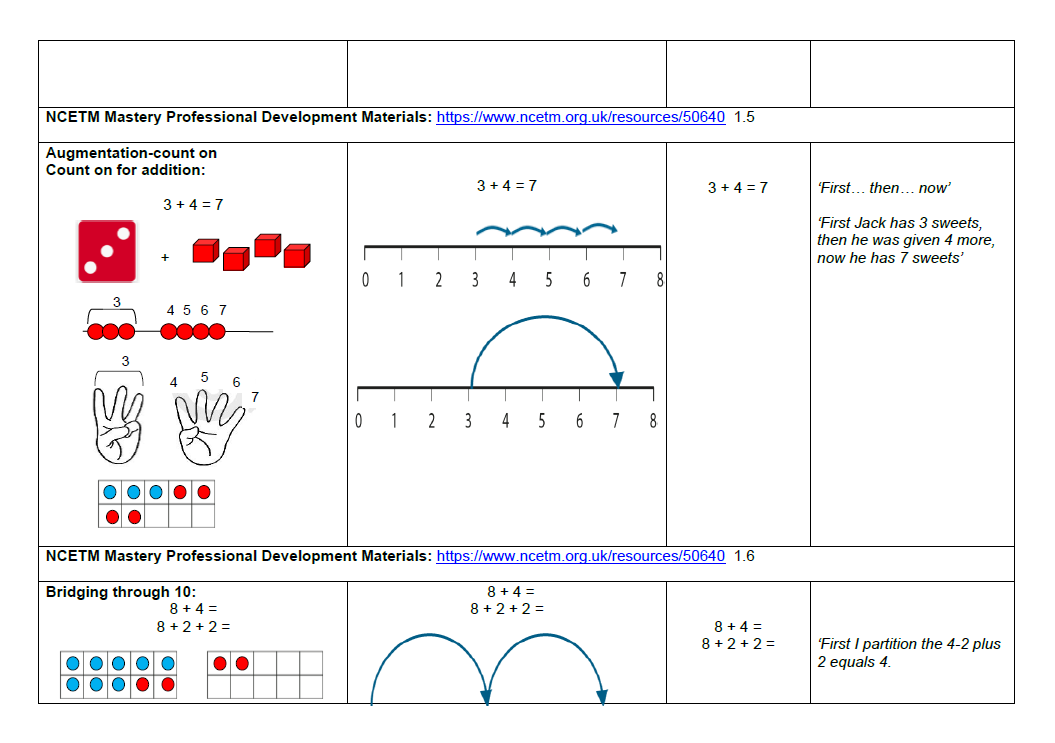 NCETM Mastery Professional Development Materials: https://www.ncetm.org.uk/resources/50640 1.5
Augmentation-count on
Count on for addition:
3 + 4 = 7
+
3
4 5 6 7
3
4 5 6 7
3 + 4 = 7
0 1 2 3 4 5 6 7 8
0 1 2 3 4 5 6 7 8
3 + 4 = 7
‘First… then… now’
‘First Jack has 3 sweets,
then he was given 4 more,
now he has 7 sweets’
NCETM Mastery Professional Development Materials: https://www.ncetm.org.uk/resources/50640 1.6
Bridging through 10:
8 + 4 =
8 + 2 + 2 =
8 + 4 =
8 + 2 + 2 =
8 + 4 =
8 + 2 + 2 =
‘First I partition the 4-2 plus
2 equals 4.